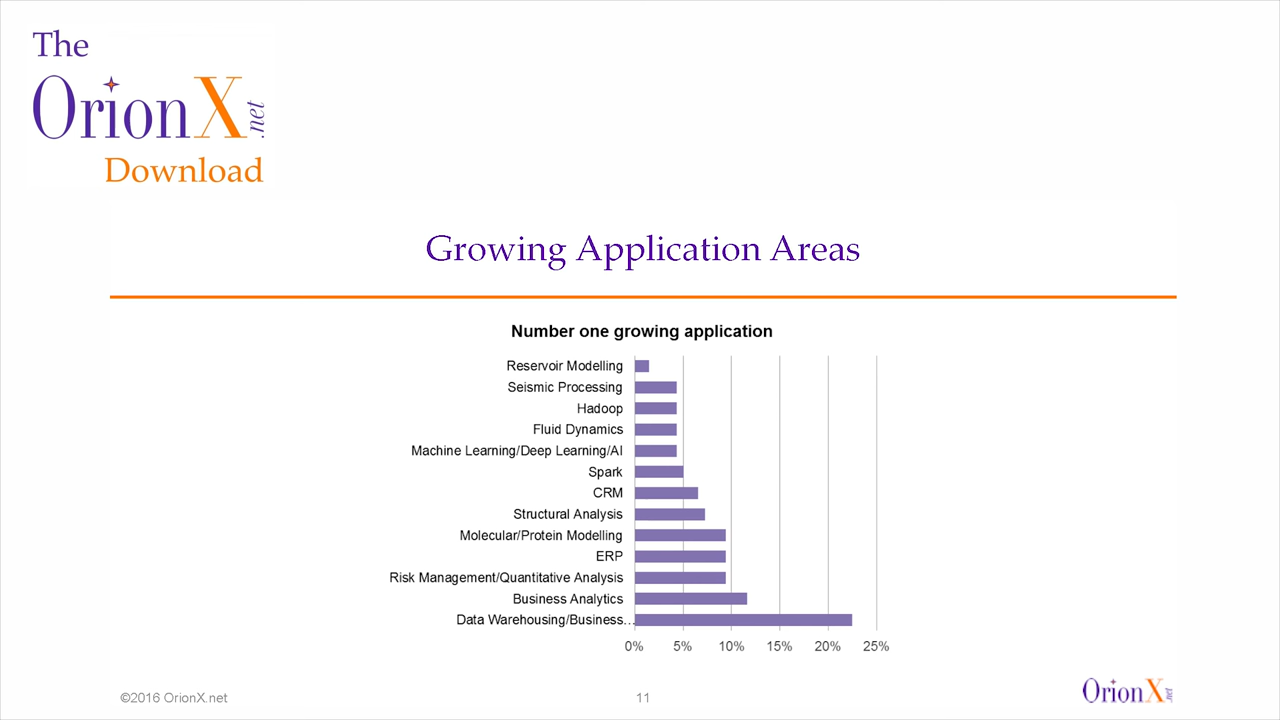 The
OrionX.net
Download
Growing Application Areas
Number one growing application
Reservoir Modelling
Seismic Processing
Hadoop
Fluid Dynamics
Machine Learning/Deep Learning/AI
Spark
CRM
Structural Analysis
Molecular/Protein Modelling
ERP
Risk Management/Quantitative Analysis
Business Analytics
Data Warehousing/Business...
0% 5% 10% 15% 20% 25%
©2016 OrionX.net 11 OrionX.net